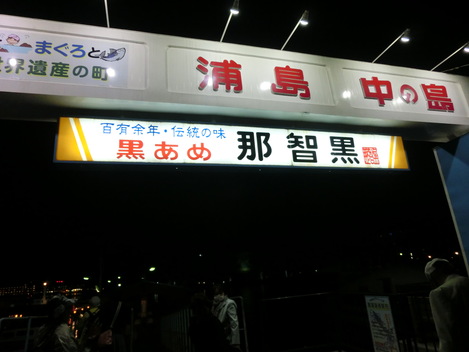 まぐろと
世界遺産の町
浦島 中の島
百有余年・伝統の味
黒あめ 那智黒